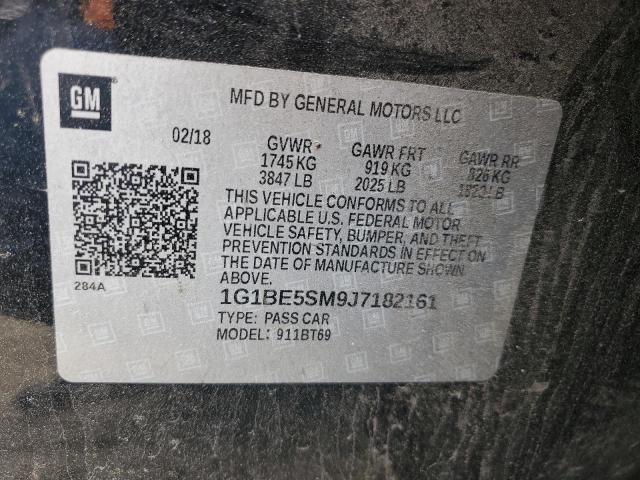 GM
MFD BY GENERAL MOTORS LLC
02/18 GVWR GAWR FRT GAWR RR
1745 KG 919 KG 826 KG
3847 LB 2025 LB LB
THIS VEHICLE CONFORMS TO ALL
APPLICABLE U.S. FEDERAL MOTOR
VEHICLE SAFETY, BUMPER, AND THEFT
PREVENTION STANDARDS IN EFFECT ON
THE DATE OF MANUFACTURE SHOWN
ABOVE.
284A
1G1BE5SM9J7182161
TYPE: PASS CAR
MODEL: 911BT69